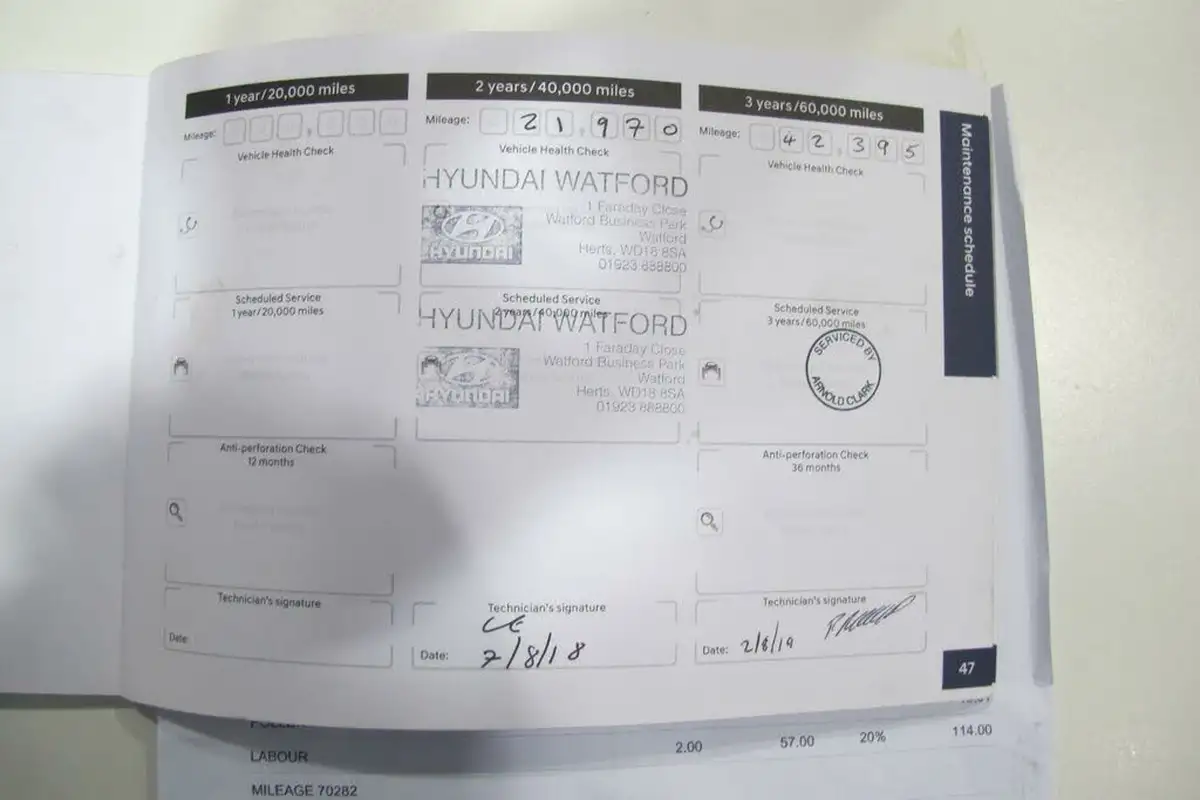 1 year/20,000 miles
Mileage:
Vehicle Health Check
Scheduled Service
1 year/20,000 miles
Anti-perforation Check
12 months
Technician's signature
Date:
2 years/40,000 miles
Mileage: 21,970
Vehicle Health Check
HYUNDAI WATFORD
1 Faraday Close
Watford Business Park
Watford
Herts, WD18 8SA
01923 888800
HYUNDAI
Scheduled Service
2 years/40,000 miles
HYUNDAI WATFORD
1 Faraday Close
Watford Business Park
Watford
Herts, WD18 8SA
01923 888800
HYUNDAI
Technician's signature
Date: 7/8/18
3 years/60,000 miles
Mileage: 42,395
Vehicle Health Check
Scheduled Service
3 years/60,000 miles
SERVICED BY
ARNOLD CLARK
Anti-perforation Check
36 months
Technician's signature
Date: 2/8/19
Maintenance schedule
47
LABOUR 2.00 57.00 20% 114.00
MILEAGE 70282